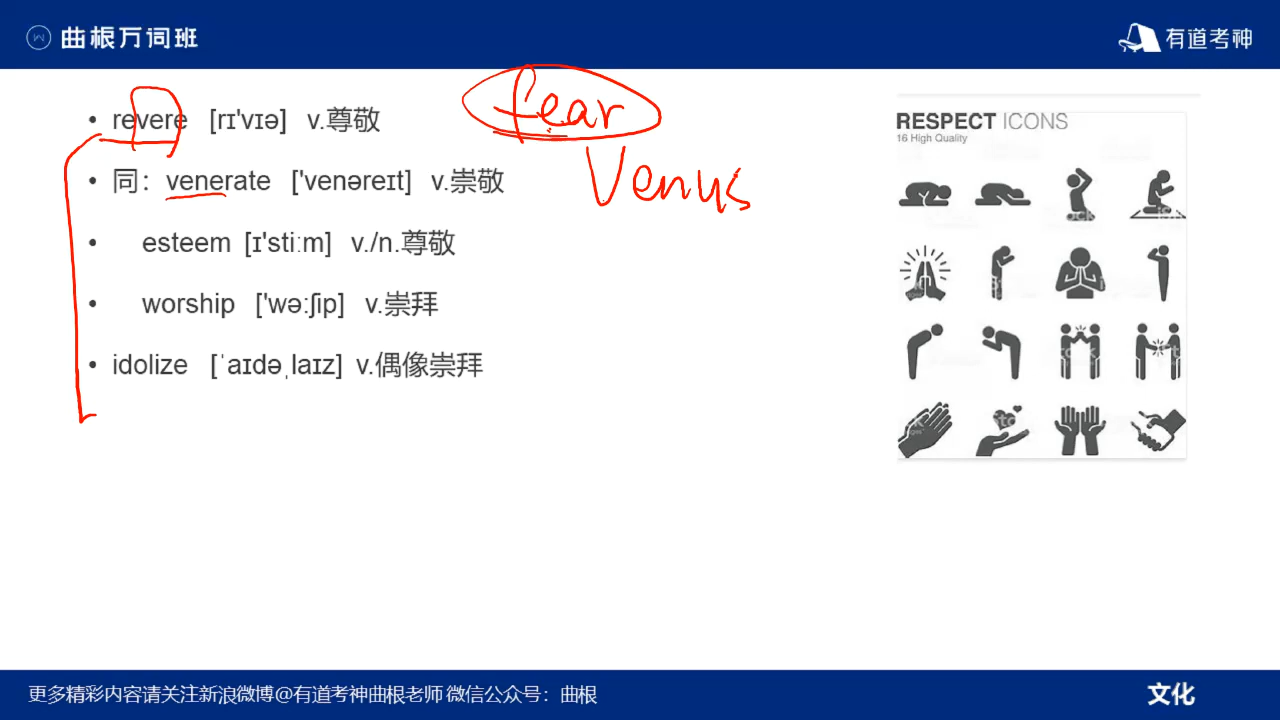 曲根万词班
有道考神
• revere [rɪ'vɪə] v.尊敬
fear
• 同：venerate ['venəreɪt] v.崇敬
Venus
• esteem [ɪ'stiːm] v./n.尊敬
• worship ['wəːʃɪp] v.崇拜
• idolize [ˈaɪdəˌlaɪz] v.偶像崇拜
RESPECT ICONS
16 High Quality
更多精彩内容请关注新浪微博@有道考神曲根老师 微信公众号：曲根
文化